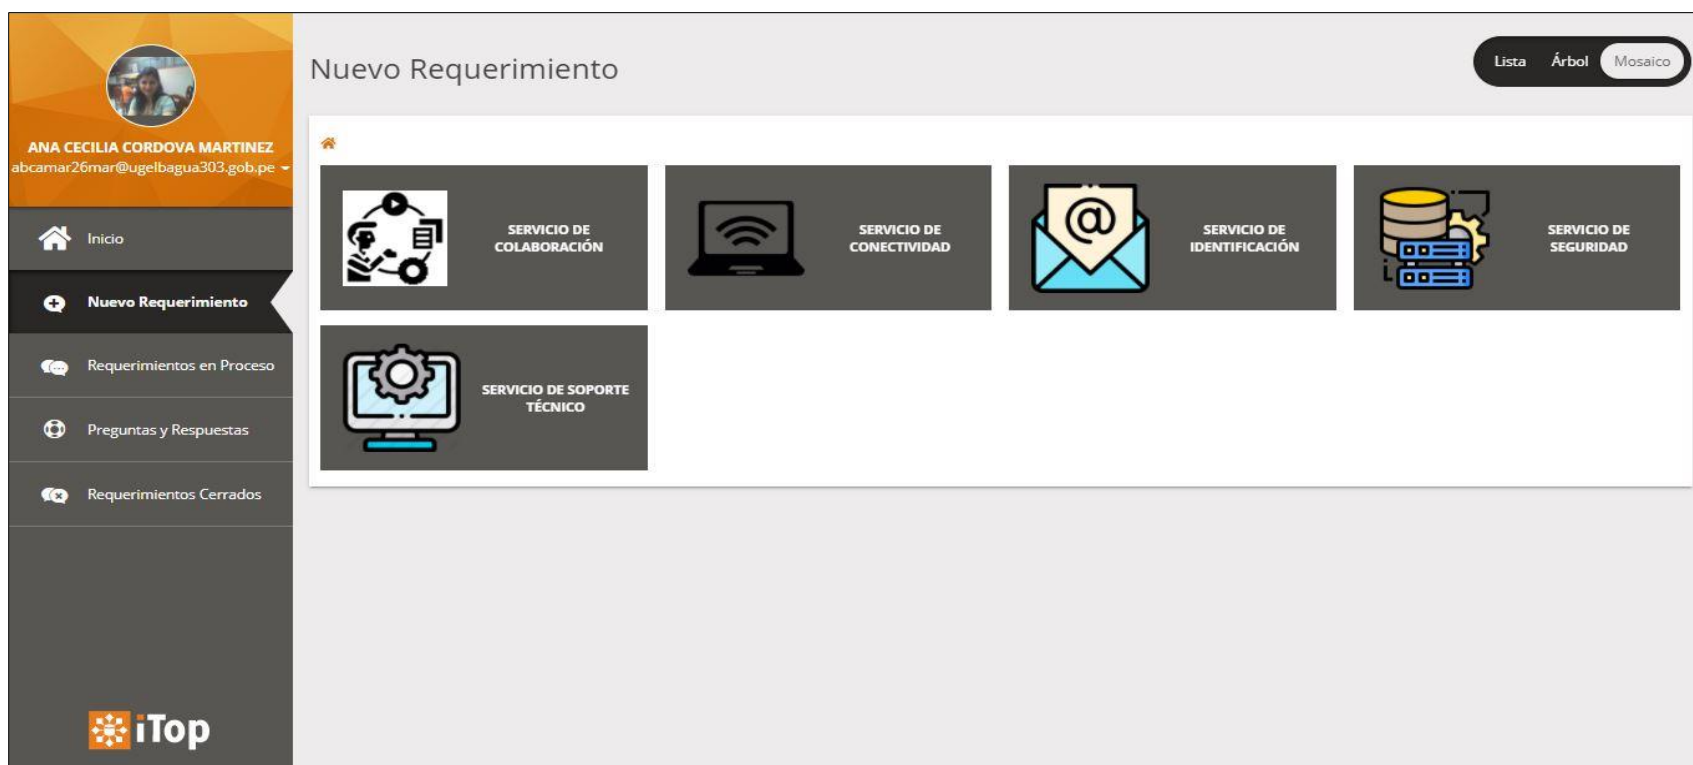 ANA CECILIA CORDOVA MARTINEZ
abcamar26mar@ugelbagua303.gob.pe
Inicio
Nuevo Requerimiento
Requerimientos en Proceso
Preguntas y Respuestas
Requerimientos Cerrados
iTop
Nuevo Requerimiento
Lista Árbol Mosaico
SERVICIO DE
COLABORACIÓN
SERVICIO DE
CONECTIVIDAD
@
SERVICIO DE
IDENTIFICACIÓN
SERVICIO DE
SEGURIDAD
SERVICIO DE SOPORTE
TÉCNICO